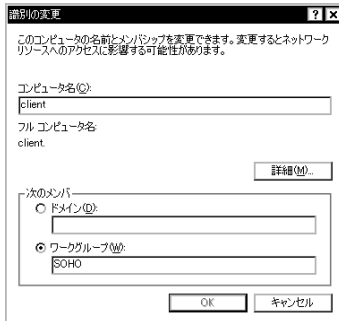 識別の変更
このコンピュータの名前とメンバシップを変更できます。変更するとネットワーク
リソースへのアクセスに影響する可能性があります。
コンピュータ名(C):
client
フル コンピュータ名:
client.
詳細(M)...
次のメンバ
ドメイン(D):
ワークグループ(W):
SOHO
OK
キャンセル